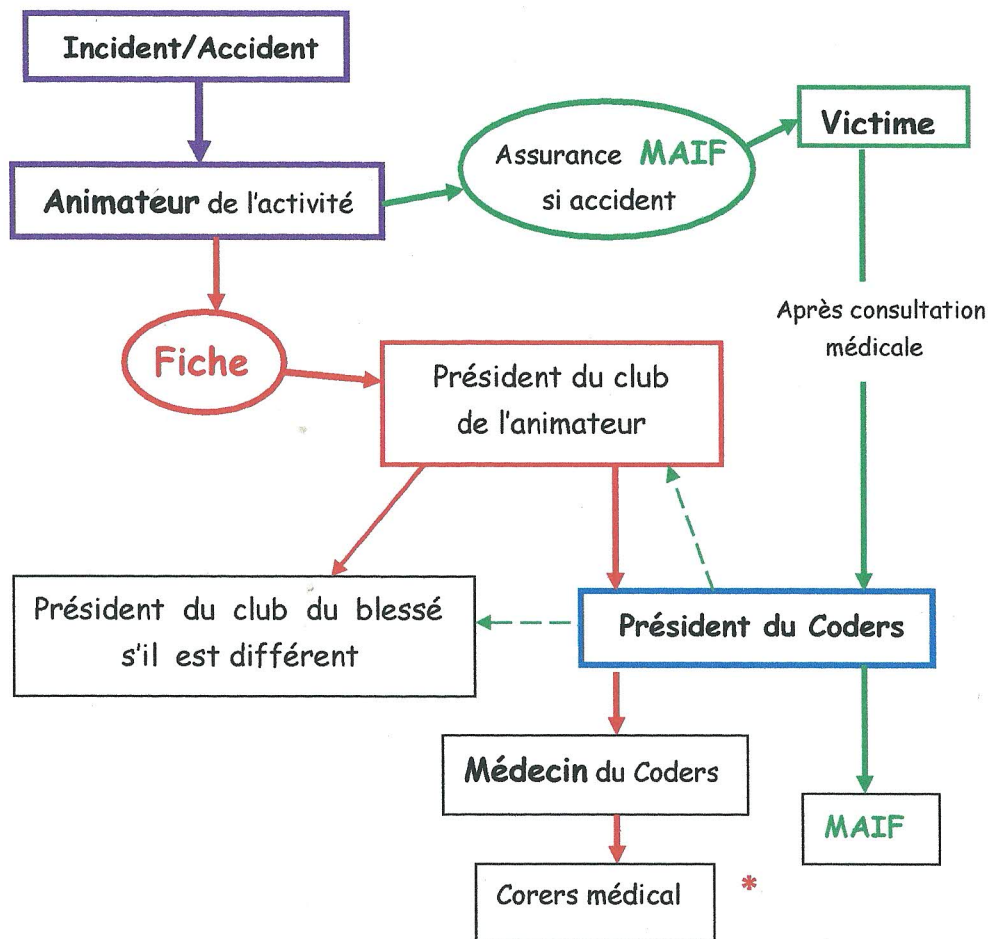 Incident/Accident
Animateur de l'activité
Assurance MAIF
si accident
Victime
Après consultation
médicale
Fiche
Président du club
de l'animateur
Président du club du blessé
s'il est différent
Président du Coders
Médecin du Coders
MAIF
Corers médical
*